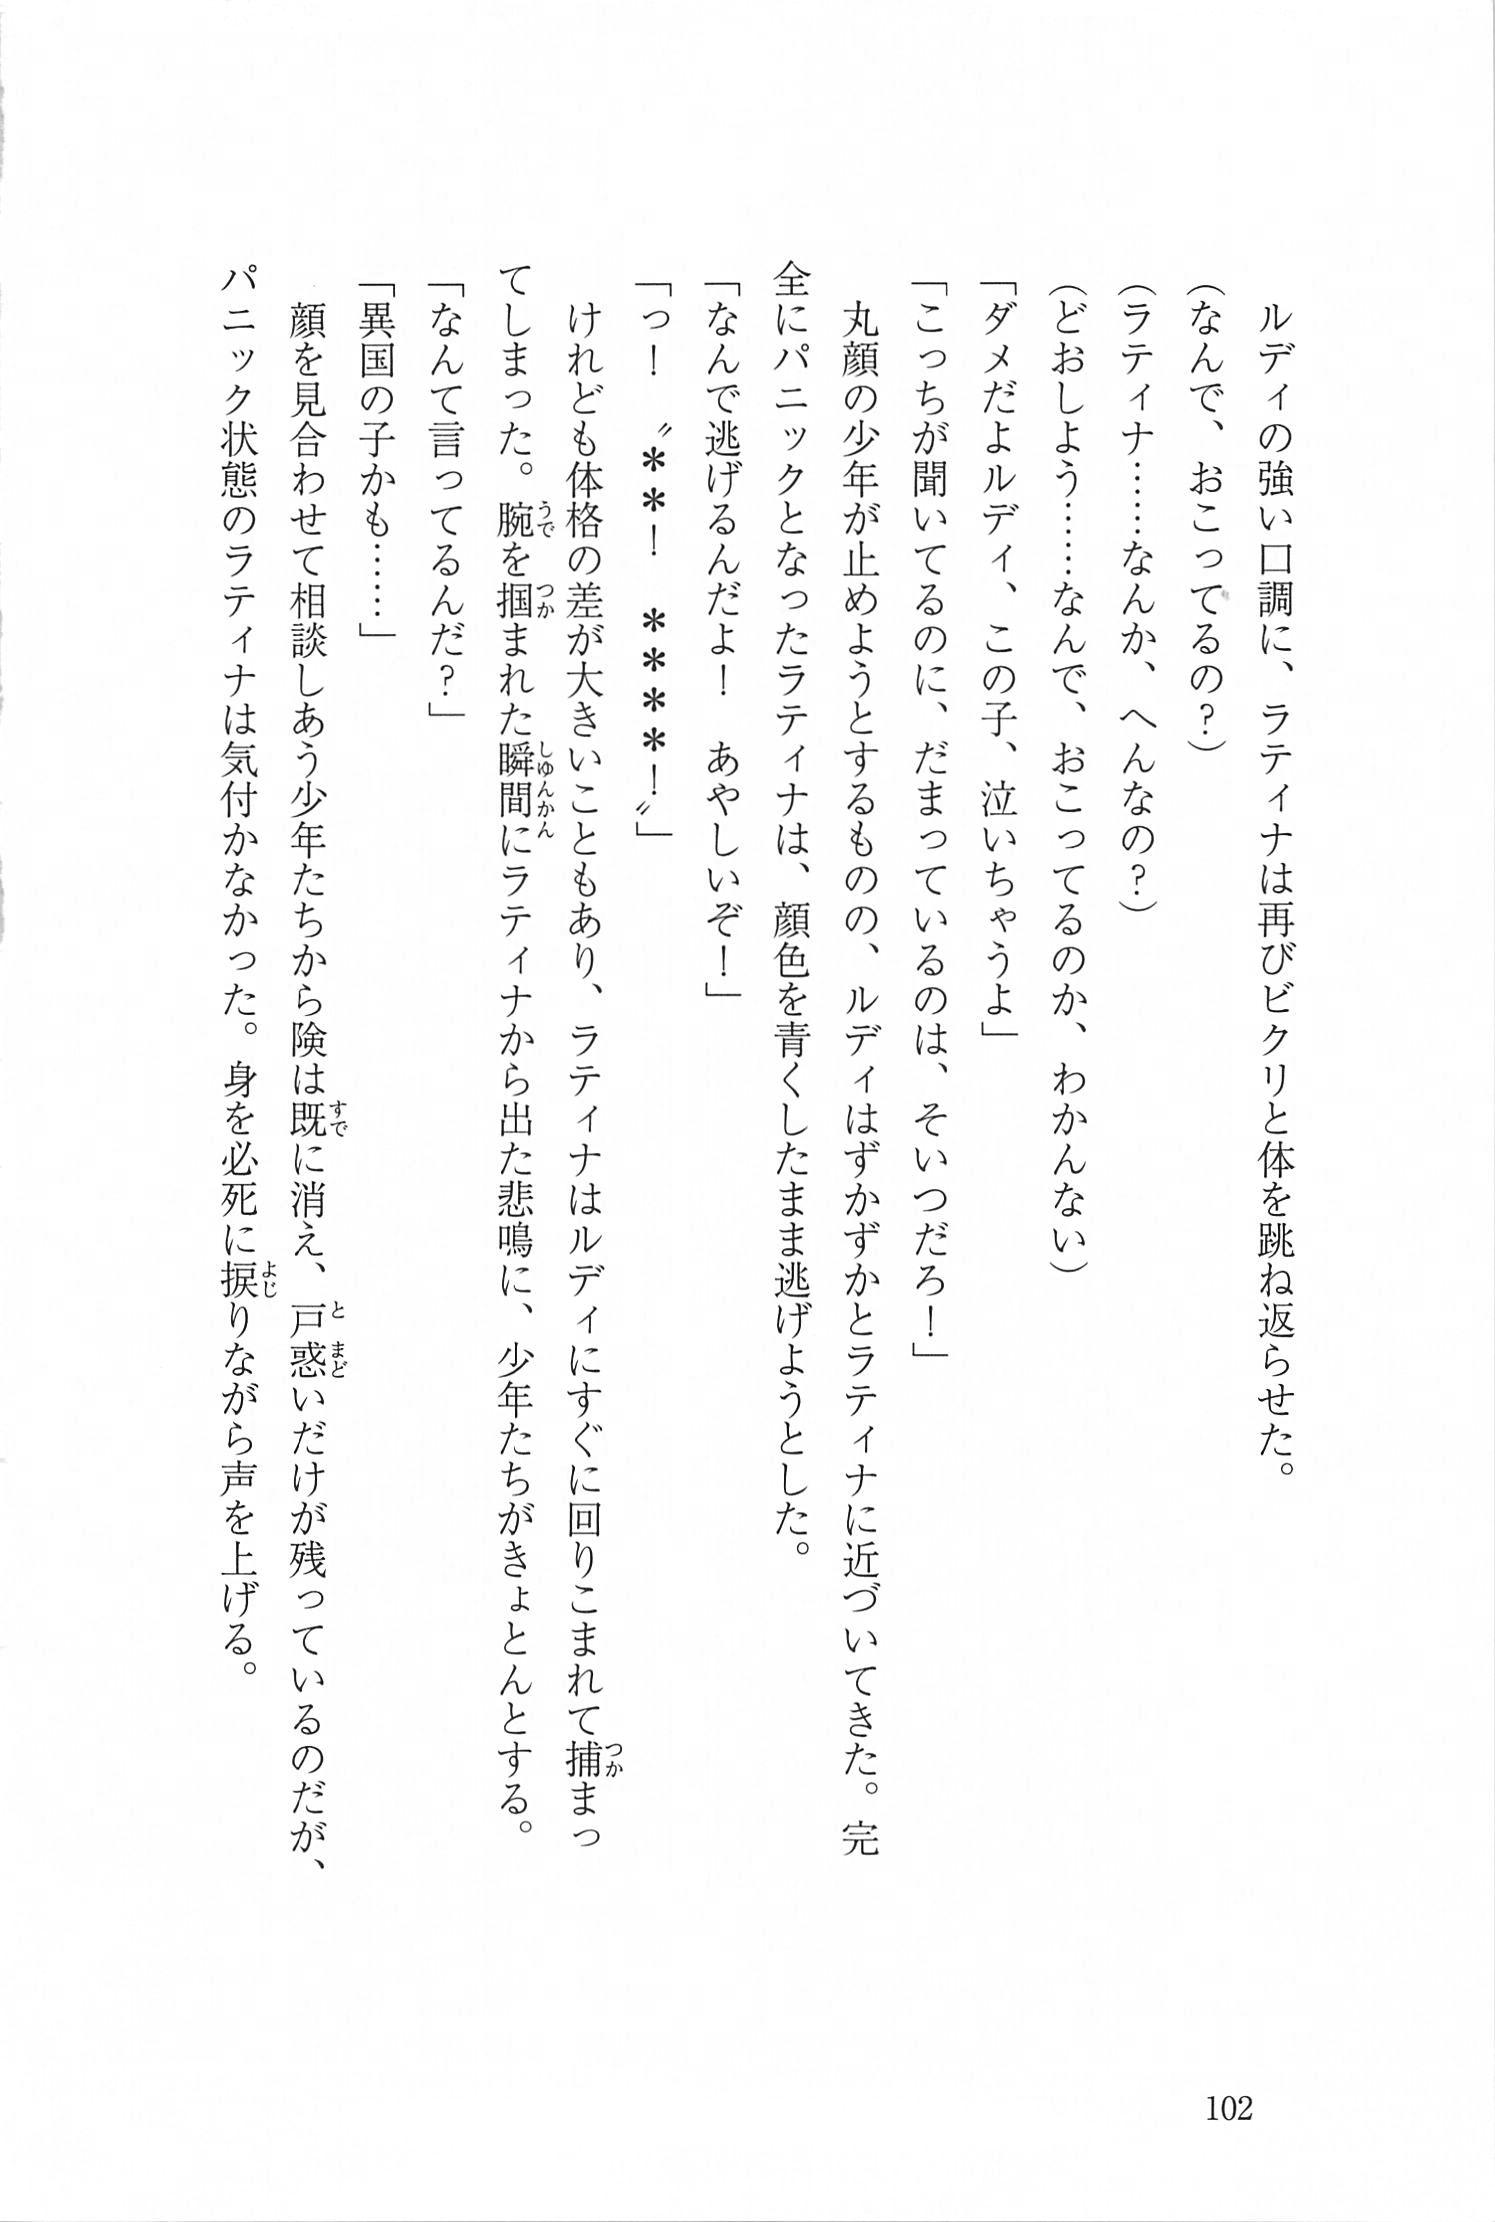 ルディの強い口調に、ラティナは再びビクリと体を跳ね返らせた。
(なんで、おこってるの?)
(ラティナ……なんか、へんなの?)
(どおしよう……なんで、おこってるのか、わかんない)
「ダメだよルディ、この子、泣いちゃうよ」
「こっちが聞いてるのに、だまっているのは、そいつだろ!」
丸顔の少年が止めようとするものの、ルディはずかずかとラティナに近づいてきた。完
全にパニックとなったラティナは、顔色を青くしたまま逃げようとした。
「なんで逃げるんだよ! あやしいぞ!」
「っ! 〝**! ****!〟」
けれども体格の差が大きいこともあり、ラティナはルディにすぐに回りこまれて捕まっ
てしまった。腕を掴まれた瞬間にラティナから出た悲鳴に、少年たちがきょとんとする。
「なんて言ってるんだ?」
「異国の子かも……」
顔を見合わせて相談しあう少年たちから険は既に消え、戸惑いだけが残っているのだが、
パニック状態のラティナは気付かなかった。身を必死に捩りながら声を上げる。
102